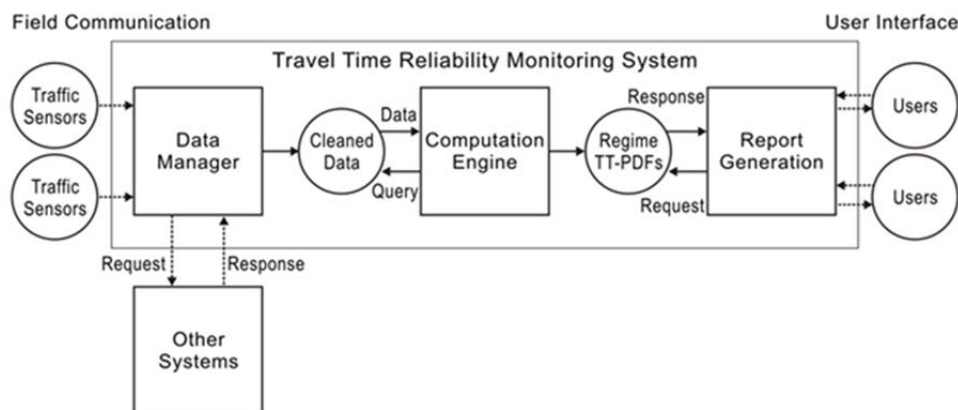 Field Communication
User Interface
Travel Time Reliability Monitoring System
Traffic
Sensors
Traffic
Sensors
Data
Manager
Cleaned
Data
Data
Query
Computation
Engine
Regime
TT-PDFs
Response
Request
Report
Generation
Users
Users
Request
Response
Other
Systems